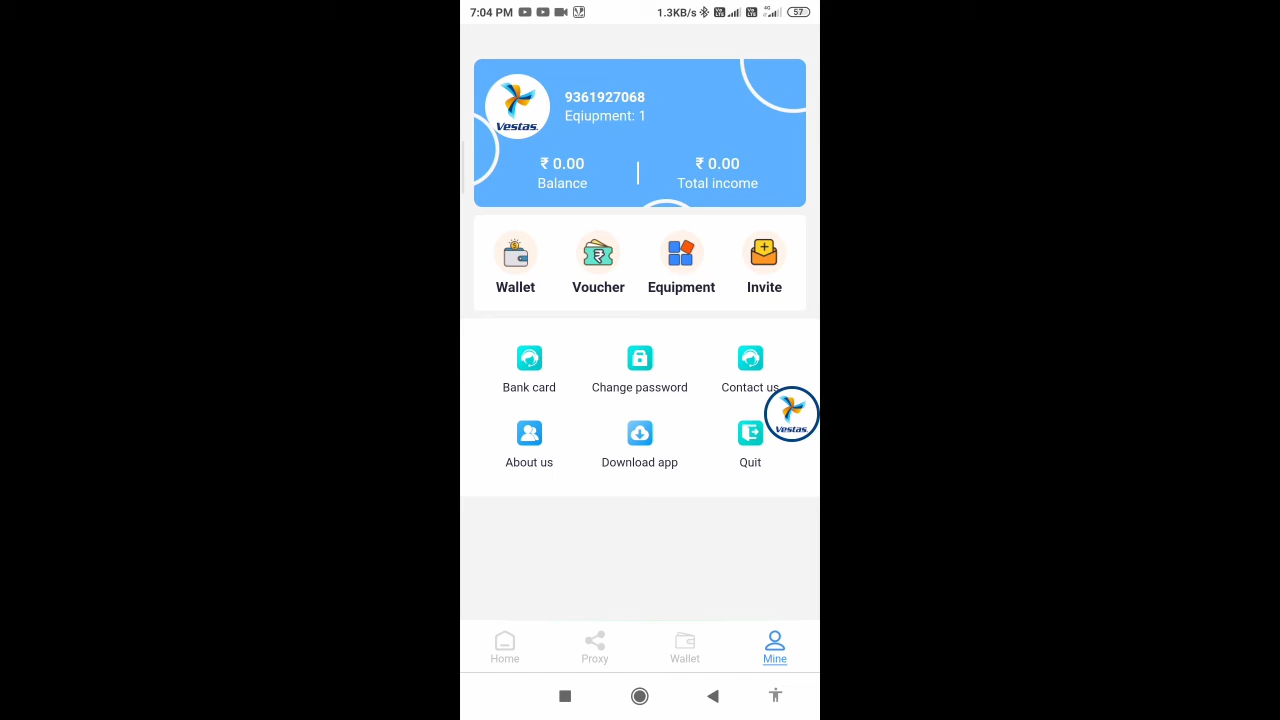 7:04 PM 1.3KB/s 4G 57
9361927068
Eqiupment: 1
Vestas.
₹ 0.00 ₹ 0.00
Balance Total income
Wallet Voucher Equipment Invite
Bank card Change password Contact us
Vestas.
About us Download app Quit
Home Proxy Wallet Mine